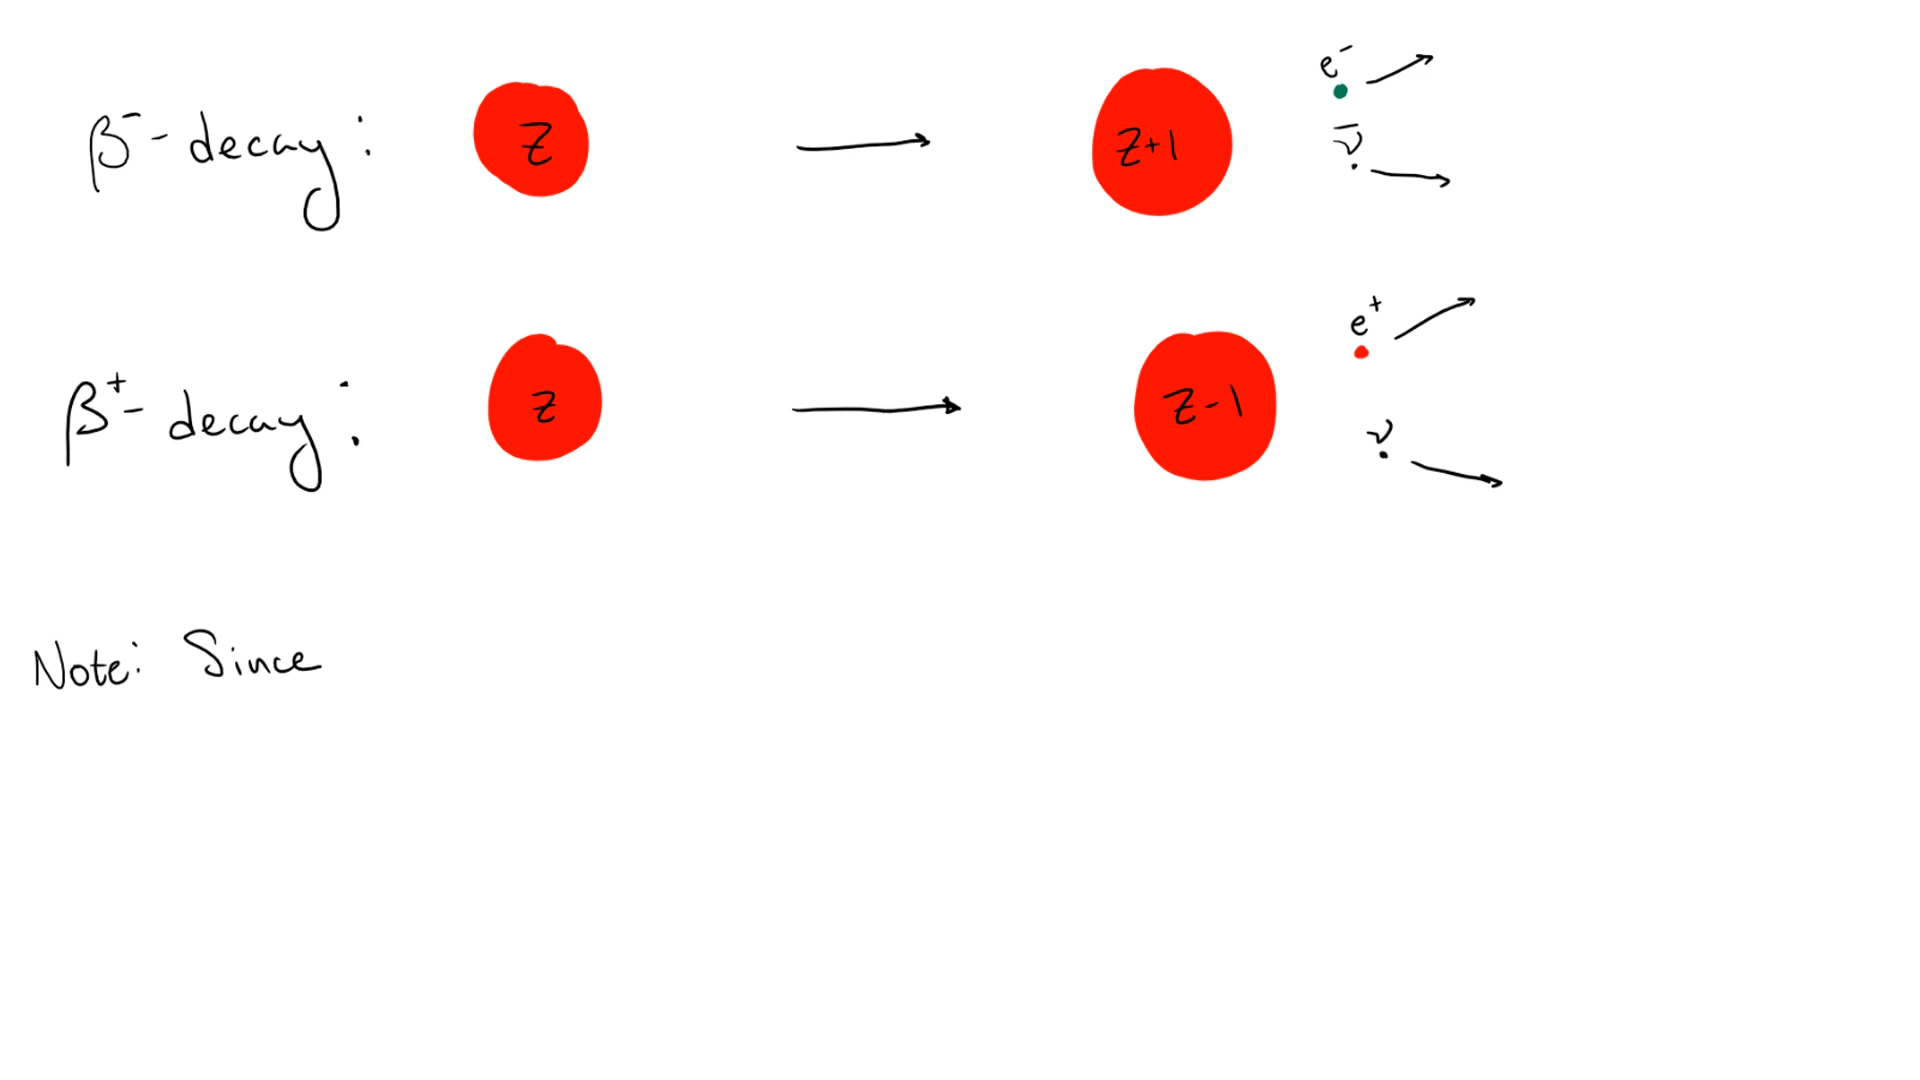 β⁻-decay: Z → Z+1 e⁻ ν̄
β⁺-decay: Z → Z-1 e⁺ ν
Note: Since